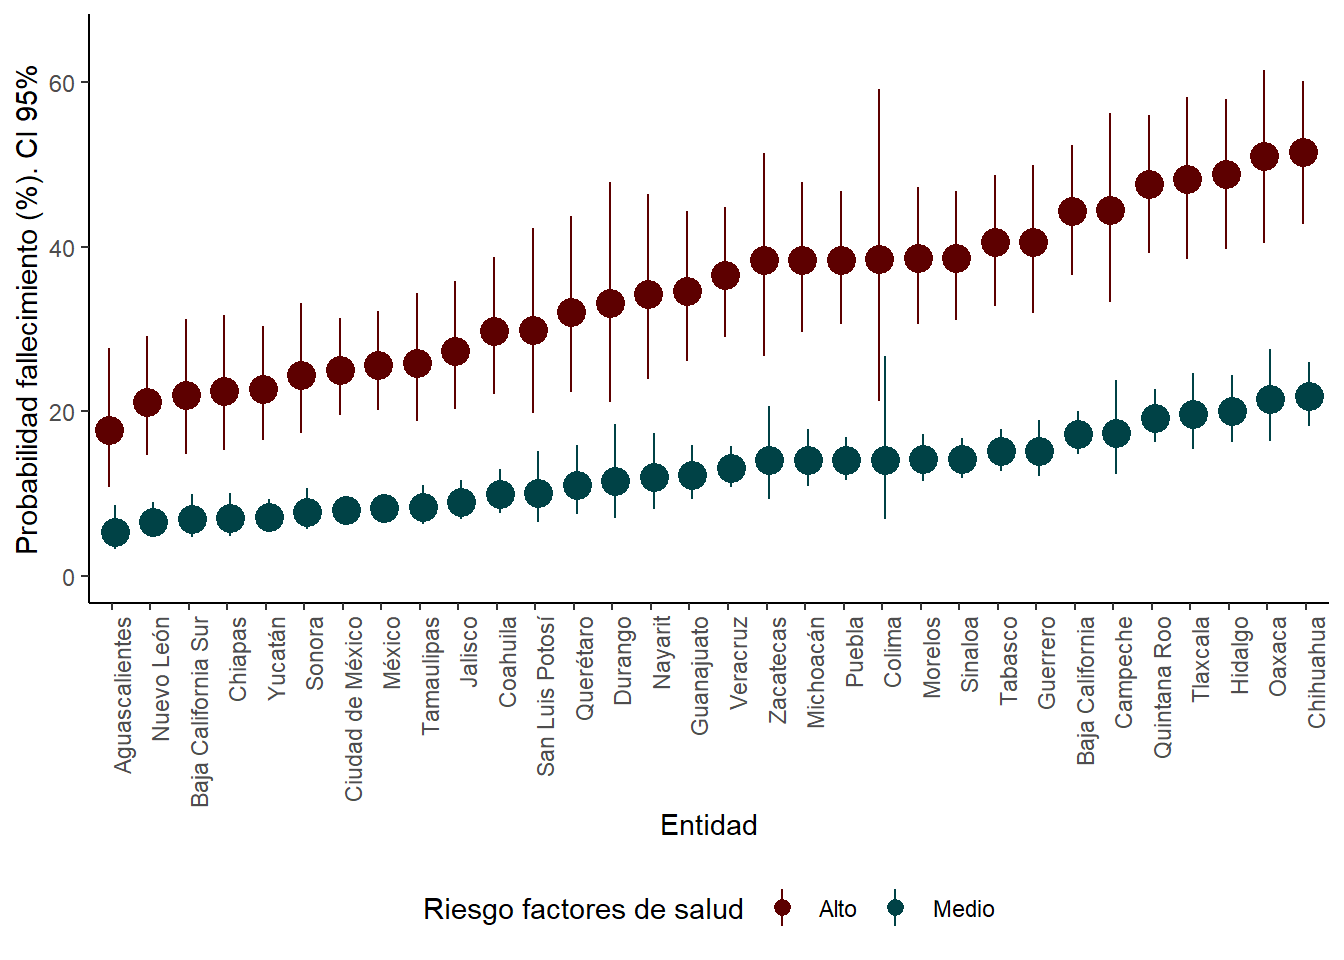 Probabilidad fallecimiento (%). CI 95%
60
40
20
0
Aguascalientes
Nuevo León
Baja California Sur
Chiapas
Yucatán
Sonora
Ciudad de México
México
Tamaulipas
Jalisco
Coahuila
San Luis Potosí
Querétaro
Durango
Nayarit
Guanajuato
Veracruz
Zacatecas
Michoacán
Puebla
Colima
Morelos
Sinaloa
Tabasco
Guerrero
Baja California
Campeche
Quintana Roo
Tlaxcala
Hidalgo
Oaxaca
Chihuahua
Entidad
Riesgo factores de salud Alto Medio